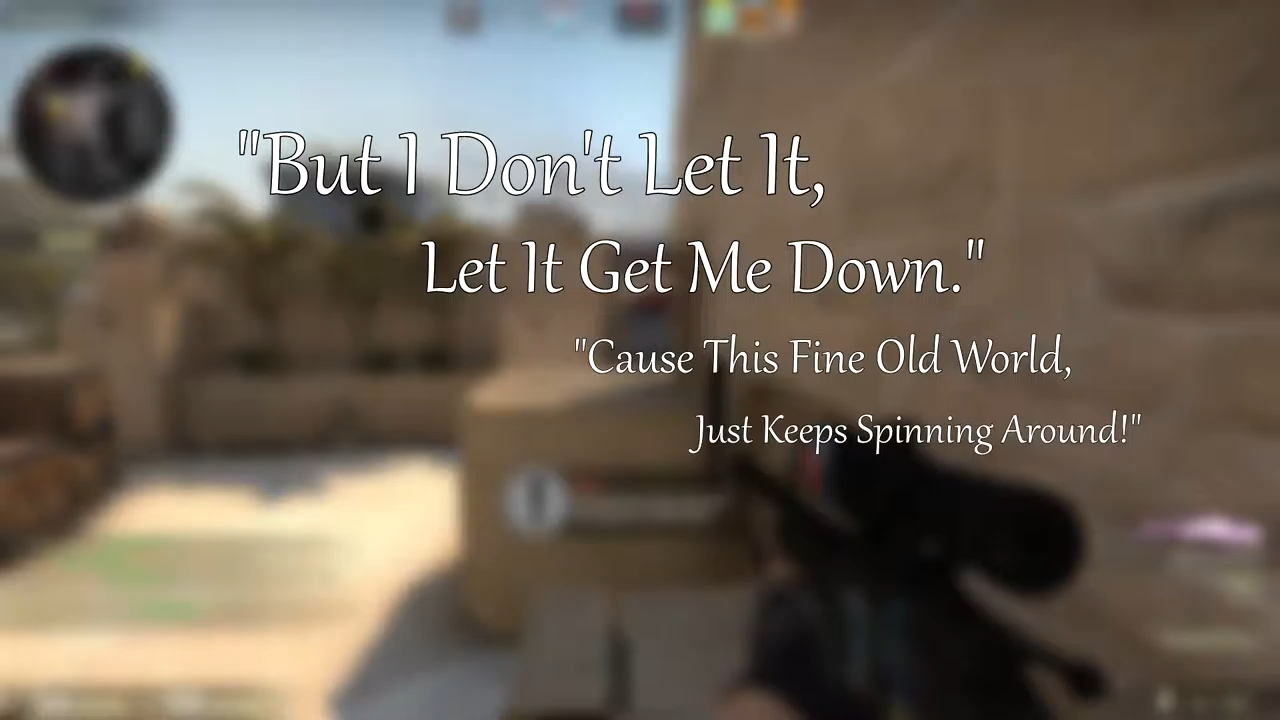 "But I Don't Let It,
Let It Get Me Down."
"Cause This Fine Old World,
Just Keeps Spinning Around!"